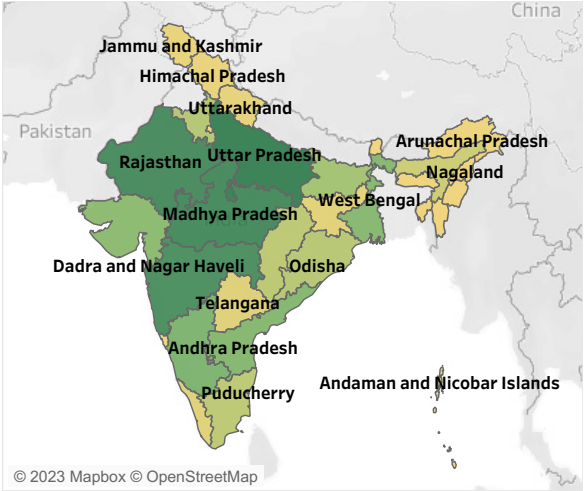 China
Jammu and Kashmir
Himachal Pradesh
Uttarakhand
Pakistan
Arunachal Pradesh
Rajasthan
Uttar Pradesh
Nagaland
West Bengal
Madhya Pradesh
Dadra and Nagar Haveli
Odisha
Telangana
Andhra Pradesh
Andaman and Nicobar Islands
Puducherry
© 2023 Mapbox © OpenStreetMap